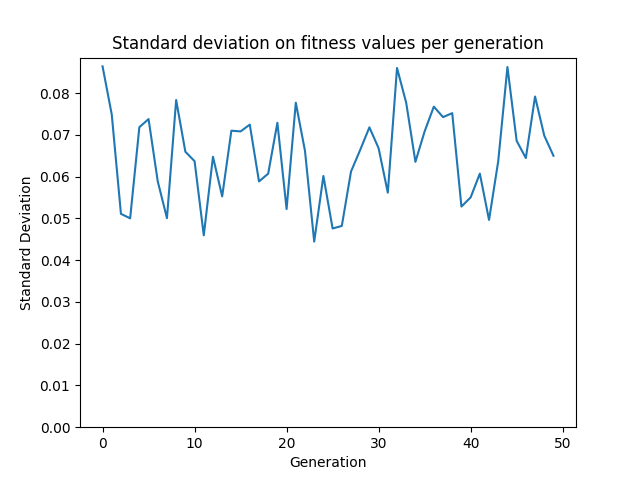 Standard deviation on fitness values per generation
Standard Deviation
0.08
0.07
0.06
0.05
0.04
0.03
0.02
0.01
0.00
0 10 20 30 40 50
Generation